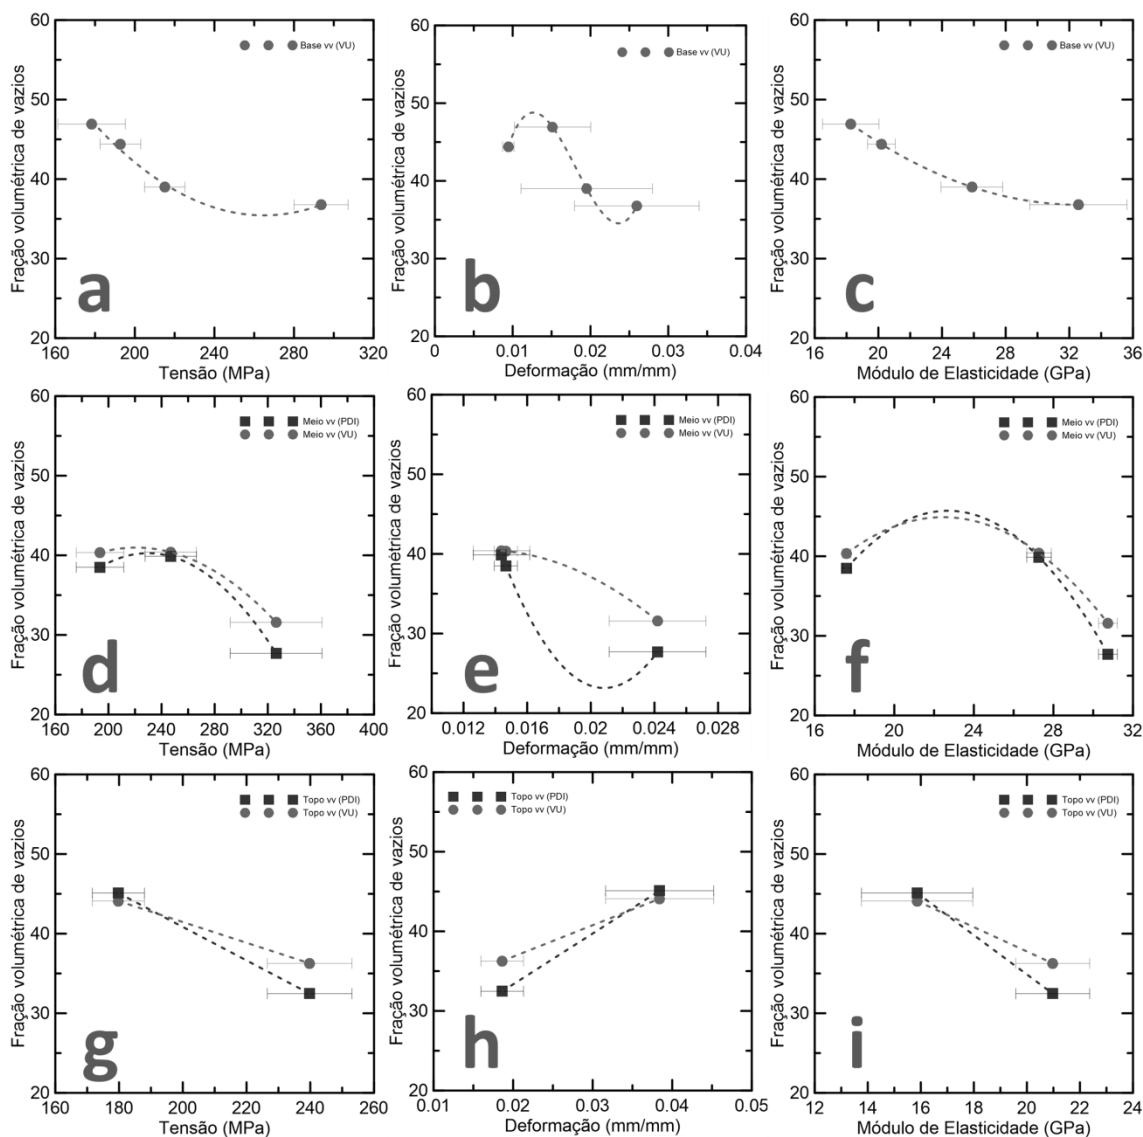 60
50
40
30
20
Fração volumétrica de vazios
Base vv (VU)
a
160 200 240 280 320
Tensão (MPa)
60
50
40
30
20
Fração volumétrica de vazios
Base vv (VU)
b
0 0.01 0.02 0.03 0.04
Deformação (mm/mm)
60
50
40
30
20
Fração volumétrica de vazios
Base vv (VU)
c
16 20 24 28 32 36
Módulo de Elasticidade (GPa)
60
50
40
30
20
Fração volumétrica de vazios
Meio vv (PDI)
Meio vv (VU)
d
160 200 240 280 320 360 400
Tensão (MPa)
60
50
40
30
20
Fração volumétrica de vazios
Meio vv (PDI)
Meio vv (VU)
e
0.012 0.016 0.02 0.024 0.028
Deformação (mm/mm)
60
50
40
30
20
Fração volumétrica de vazios
Meio vv (PDI)
Meio vv (VU)
f
16 20 24 28 32
Módulo de Elasticidade (GPa)
60
50
40
30
20
Fração volumétrica de vazios
Topo vv (PDI)
Topo vv (VU)
g
160 180 200 220 240 260
Tensão (MPa)
60
50
40
30
20
Fração volumétrica de vazios
Topo vv (PDI)
Topo vv (VU)
h
0.01 0.02 0.03 0.04 0.05
Deformação (mm/mm)
60
50
40
30
20
Fração volumétrica de vazios
Topo vv (PDI)
Topo vv (VU)
i
12 14 16 18 20 22 24
Módulo de Elasticidade (GPa)